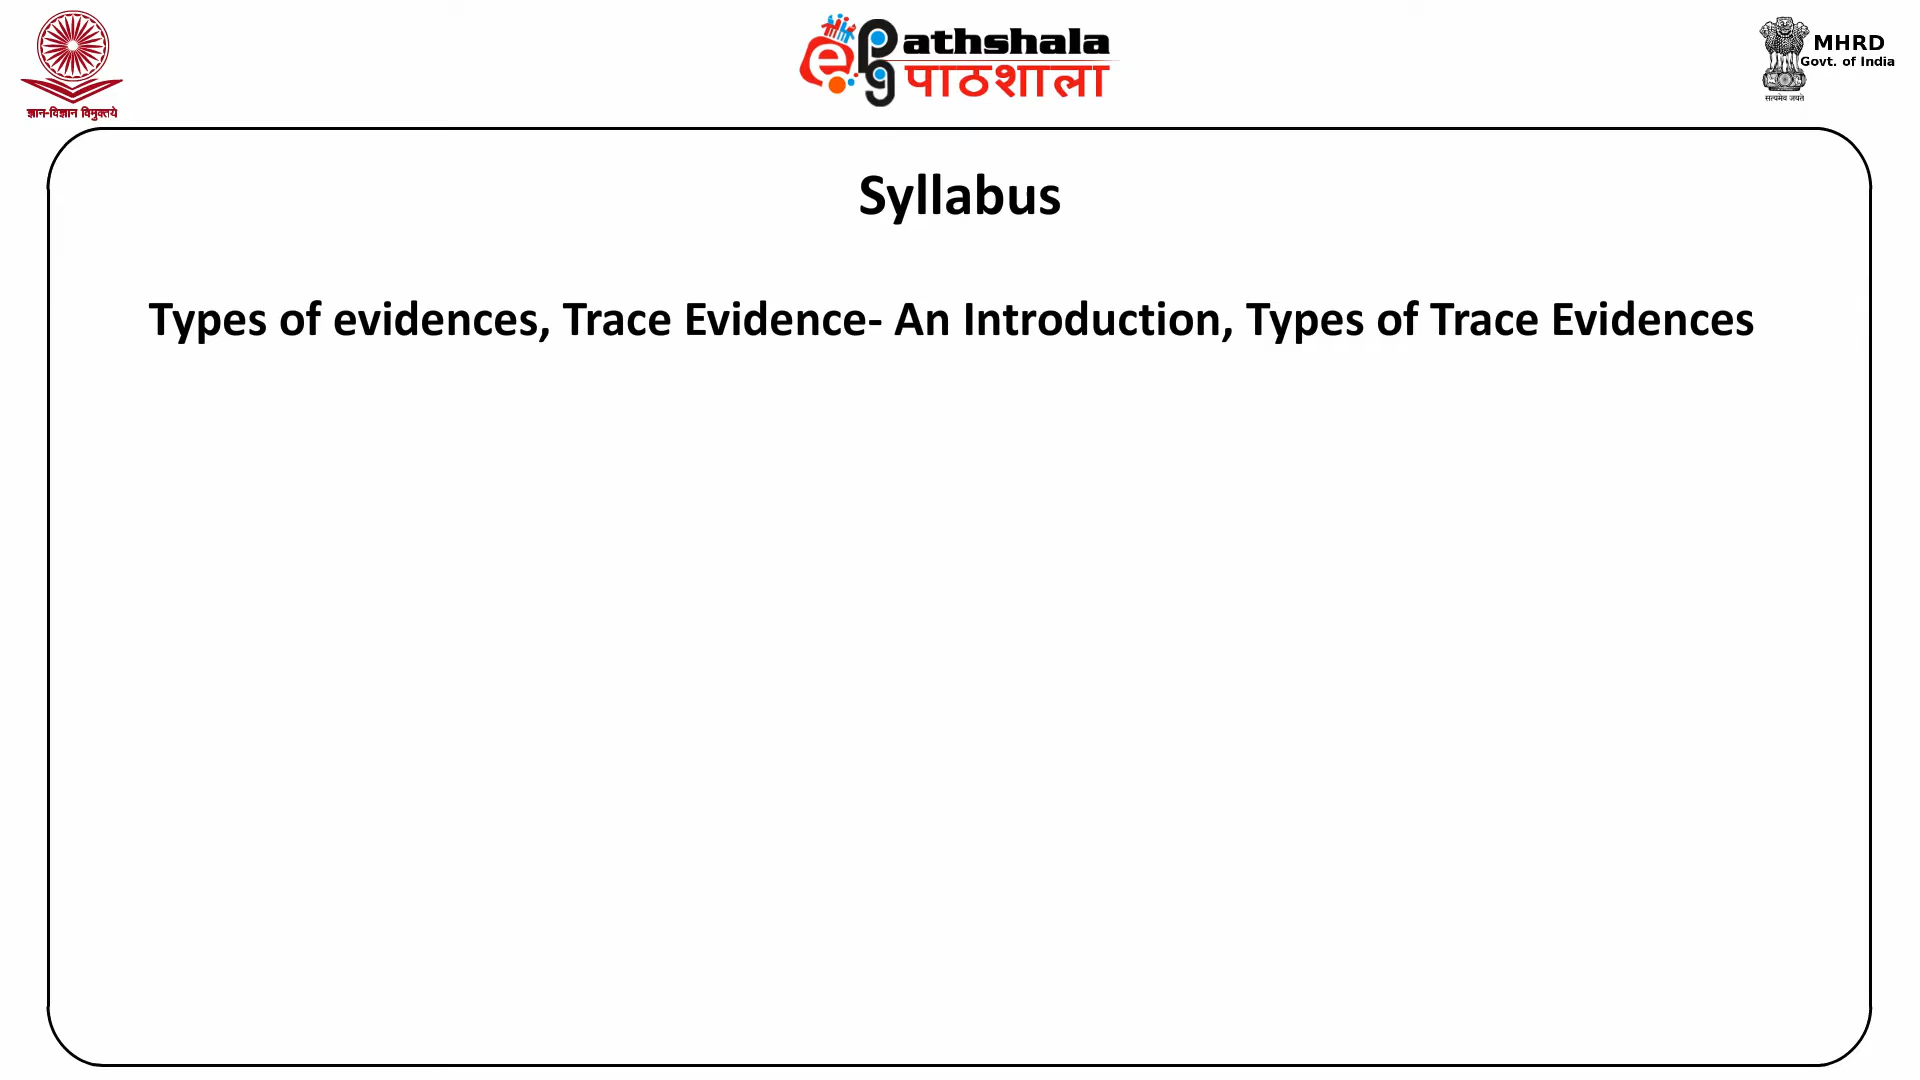 ज्ञान-विज्ञान विमुक्तये
e
pg
athshala
पाठशाला
MHRD
Govt. of India
सत्यमेव जयते
Syllabus
Types of evidences, Trace Evidence- An Introduction, Types of Trace Evidences